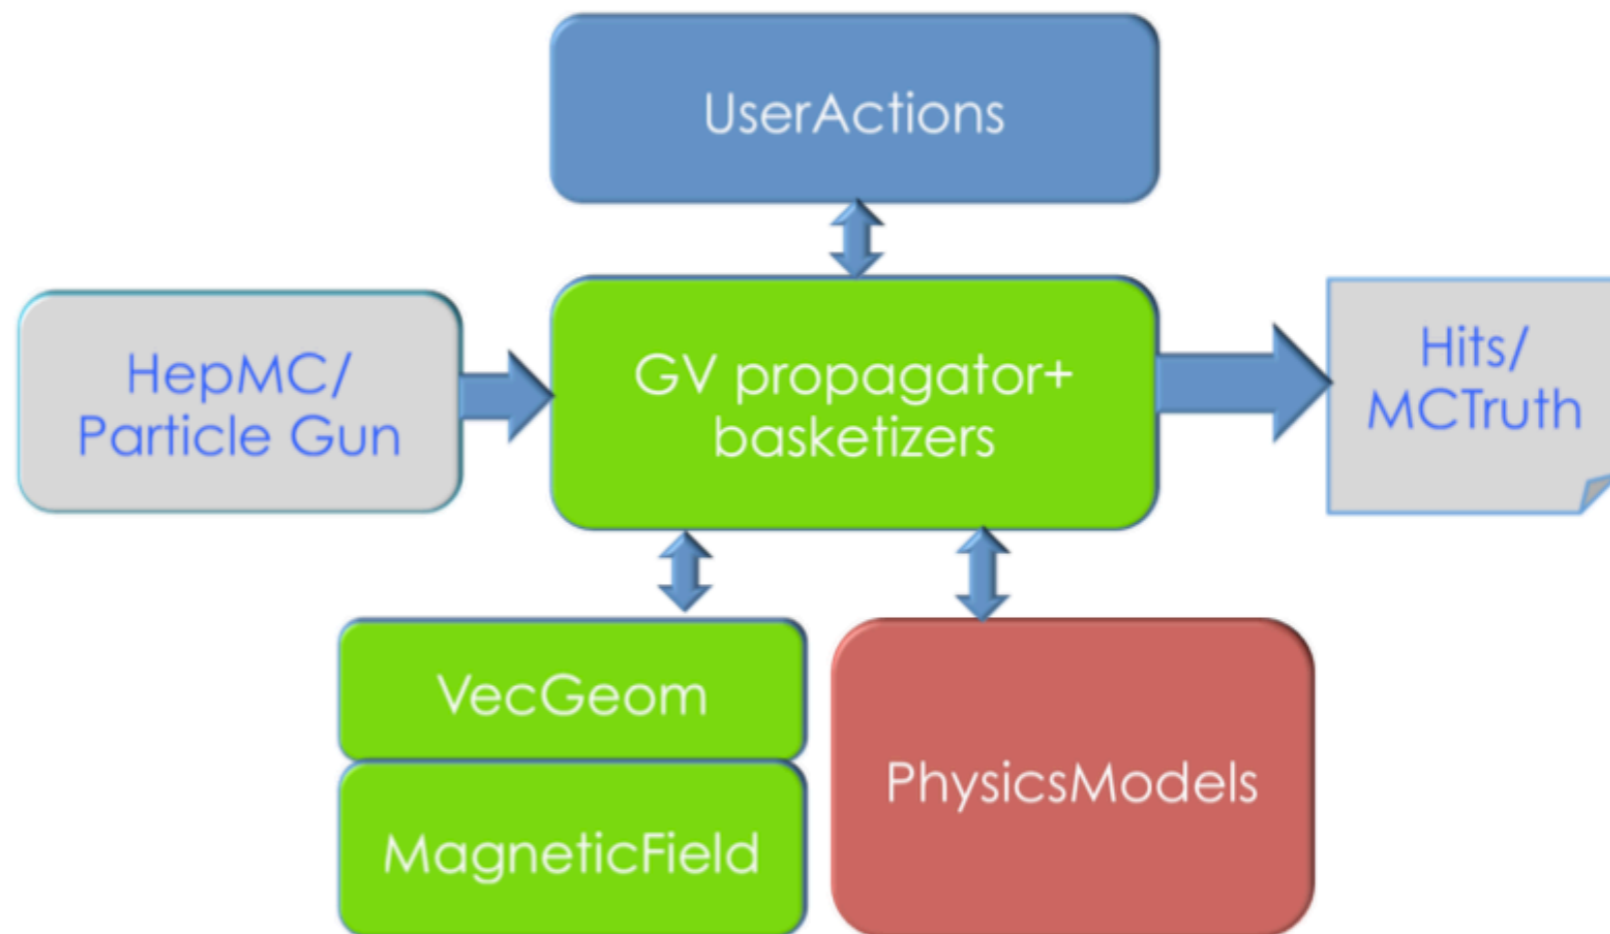 UserActions
HepMC/
Particle Gun
GV propagator+
basketizers
Hits/
MCTruth
VecGeom
MagneticField
PhysicsModels